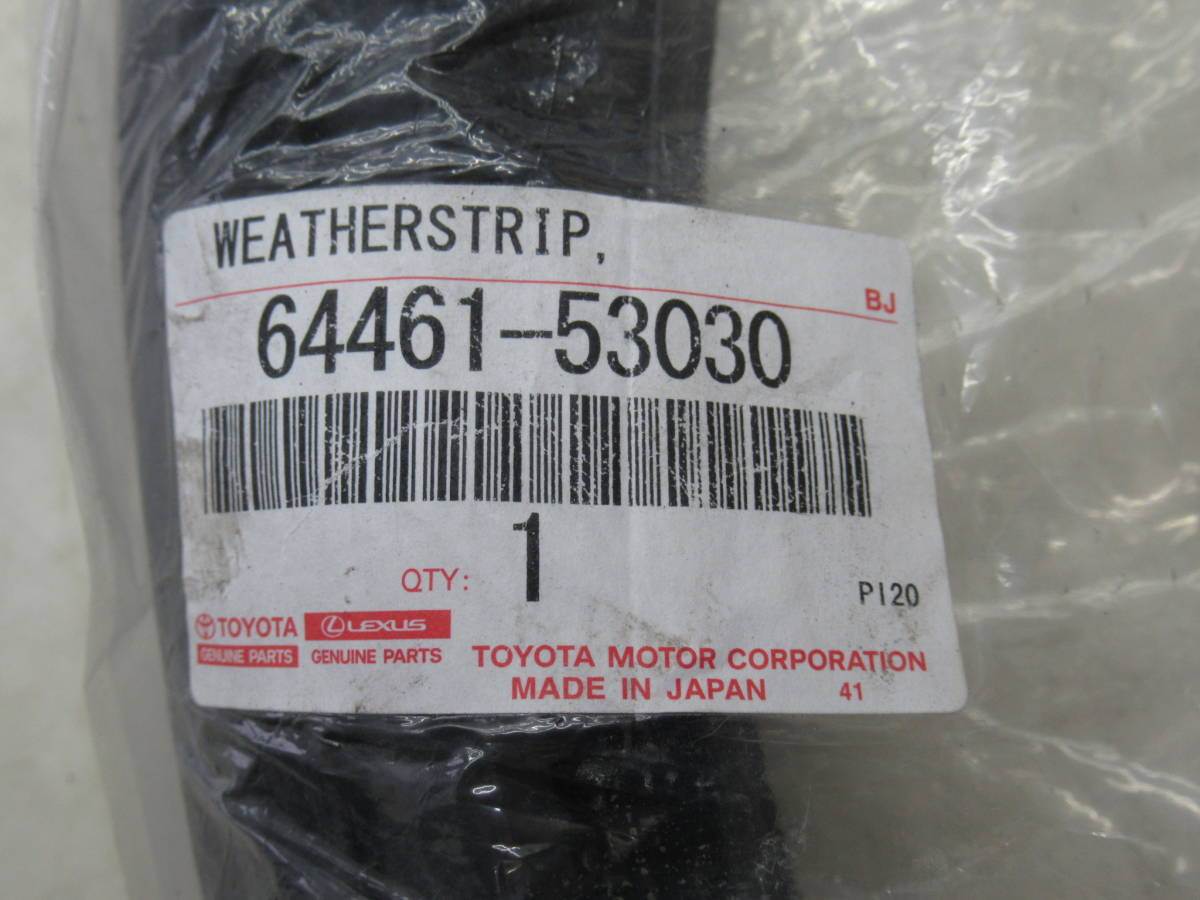 WEATHERSTRIP,
BJ
64461-53030
QTY: 1
PI20
TOYOTA LEXUS
GENUINE PARTS GENUINE PARTS
TOYOTA MOTOR CORPORATION
MADE IN JAPAN 41